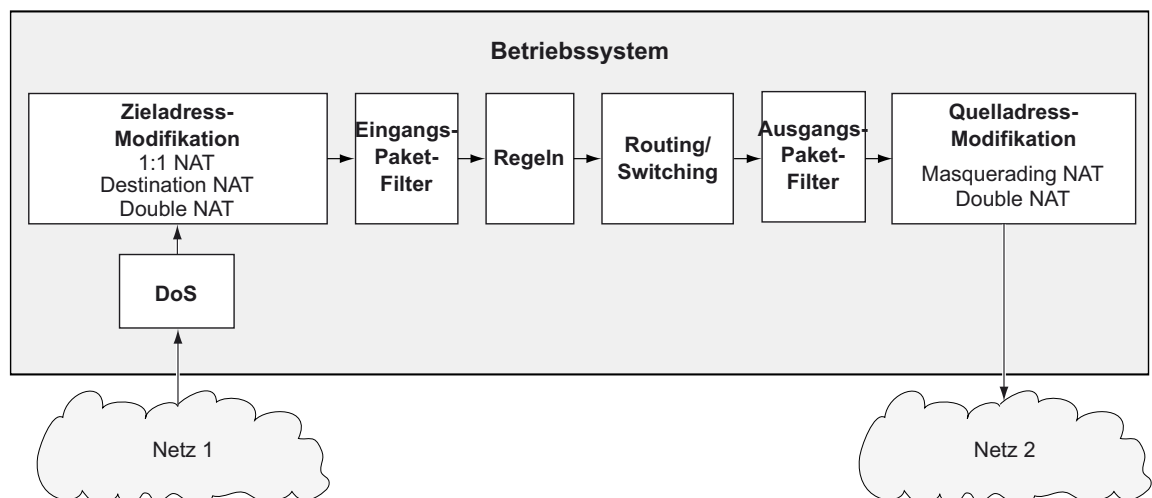 Betriebssystem
Zieladress-
Modifikation
1:1 NAT
Destination NAT
Double NAT
Eingangs-
Paket-
Filter
Regeln
Routing/
Switching
Ausgangs-
Paket-
Filter
Quelladress-
Modifikation
Masquerading NAT
Double NAT
DoS
Netz 1
Netz 2